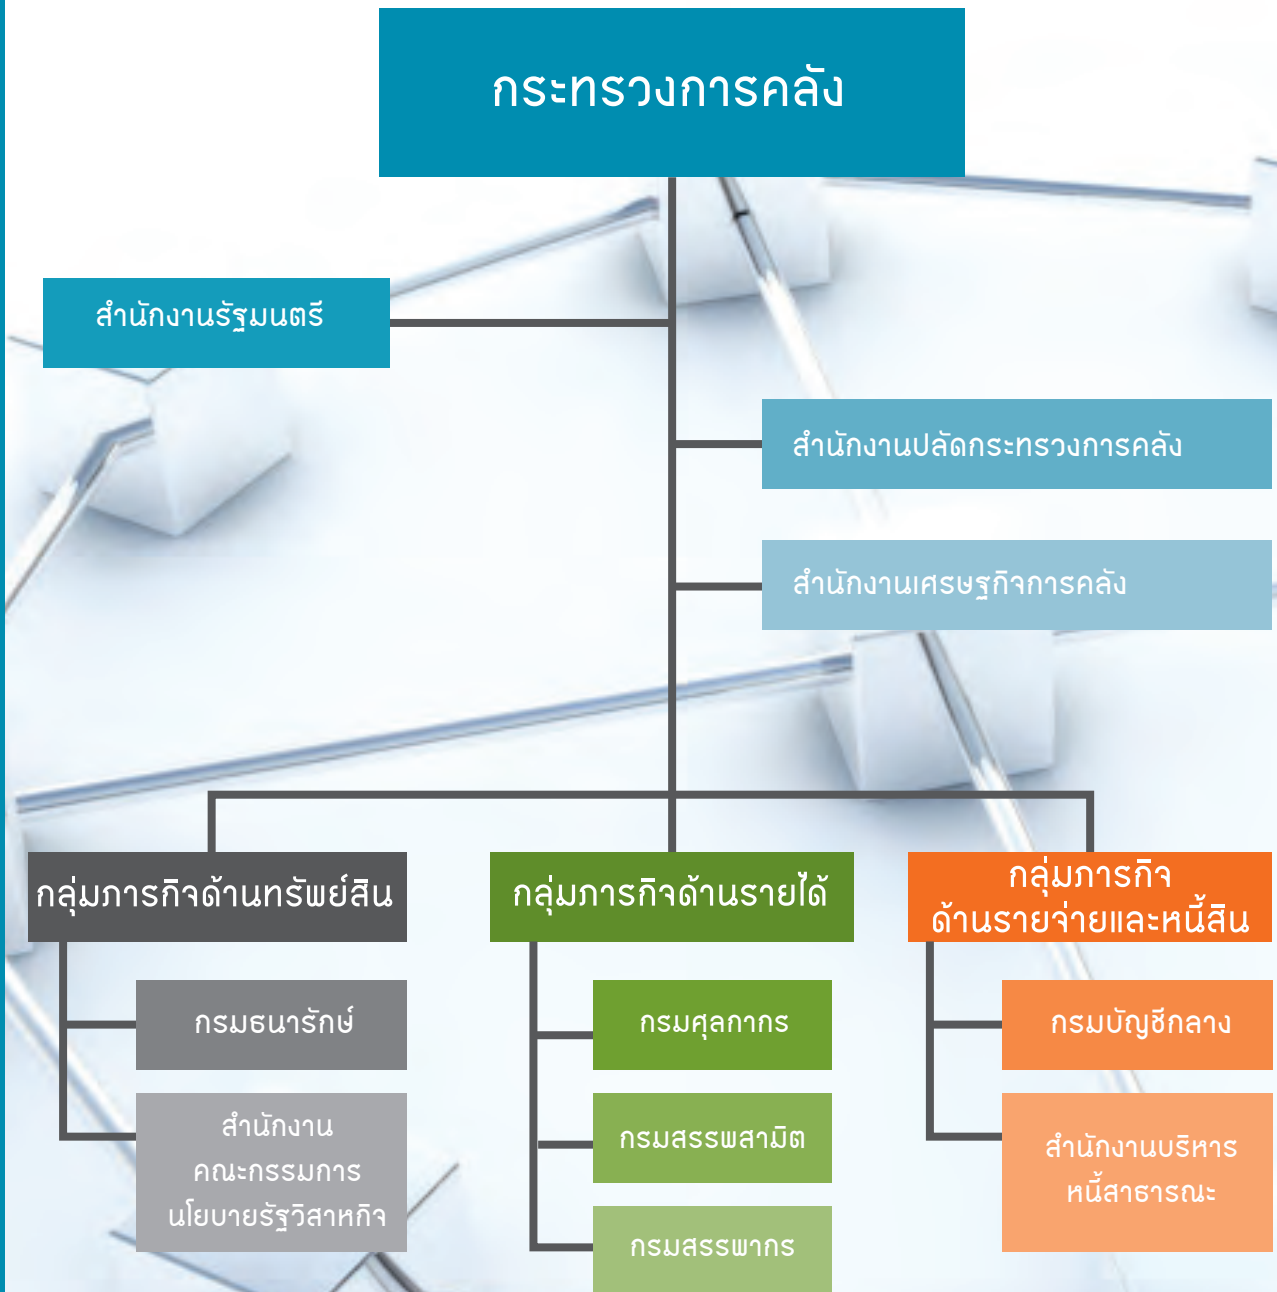 กระทรวงการคลัง
สำนักงานรัฐมนตรี
สำนักงานปลัดกระทรวงการคลัง
สำนักงานเศรษฐกิจการคลัง
กลุ่มภารกิจด้านทรัพย์สิน
กรมธนารักษ์
สำนักงาน
คณะกรรมการ
นโยบายรัฐวิสาหกิจ
กลุ่มภารกิจด้านรายได้
กรมศุลกากร
กรมสรรพสามิต
กรมสรรพากร
กลุ่มภารกิจ
ด้านรายจ่ายและหนี้สิน
กรมบัญชีกลาง
สำนักงานบริหาร
หนี้สาธารณะ